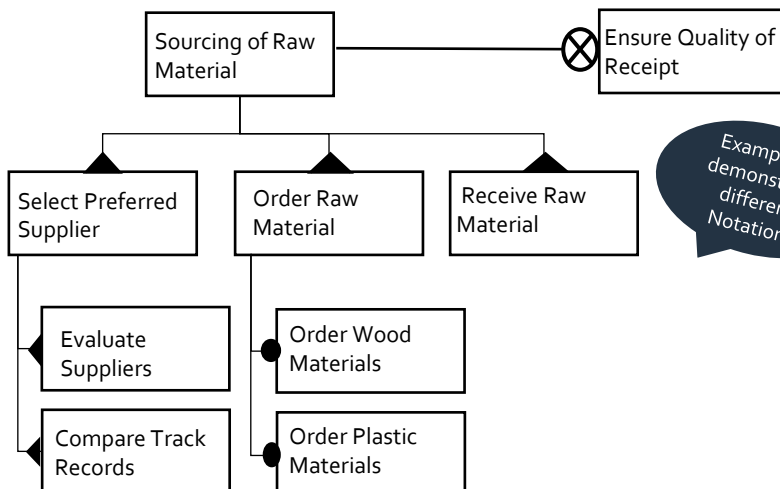 Sourcing of Raw
Material
Ensure Quality of
Receipt
Select Preferred
Supplier
Order Raw
Material
Receive Raw
Material
Evaluate
Suppliers
Order Wood
Materials
Compare Track
Records
Order Plastic
Materials